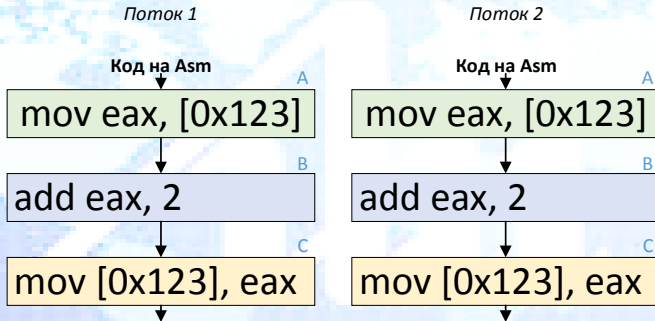 Поток 1
Код на Asm
A
mov eax, [0x123]
B
add eax, 2
C
mov [0x123], eax
Поток 2
Код на Asm
A
mov eax, [0x123]
B
add eax, 2
C
mov [0x123], eax